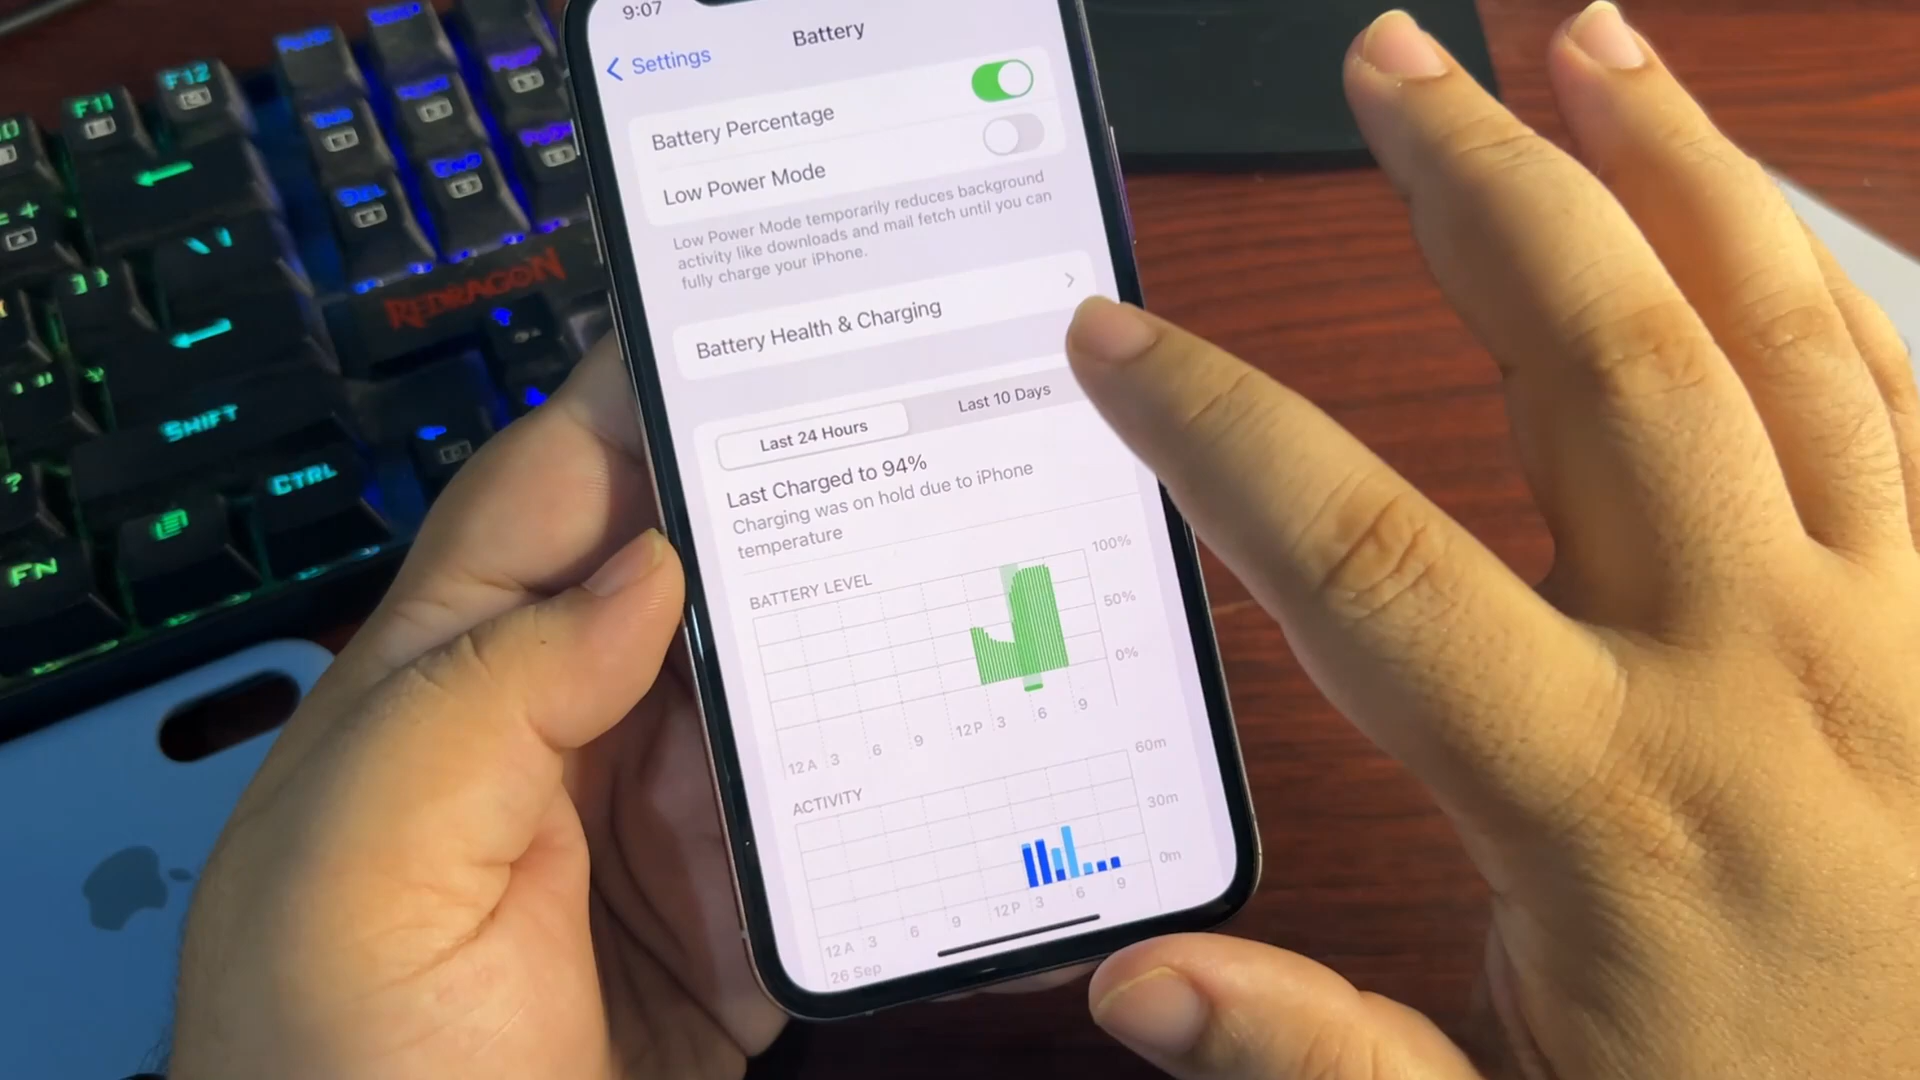 9:07
Settings
Battery
Battery Percentage
Low Power Mode
Low Power Mode temporarily reduces background
activity like downloads and mail fetch until you can
fully charge your iPhone.
Battery Health & Charging
Last 24 Hours
Last 10 Days
Last Charged to 94%
Charging was on hold due to iPhone
temperature
BATTERY LEVEL
100%
50%
0%
12 A 3 6 9 12 P 3 6 9
ACTIVITY
60m
30m
0m
12 A 3 6 9 12 P 3 6 9
26 Sep
F11
F12
DEL
END
REDRAGON
SHIFT
?
CTRL
FN